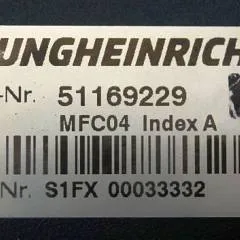 UNGHEINRICH
-Nr. 51169229
MFC04 Index A
Nr. S1FX 00033332